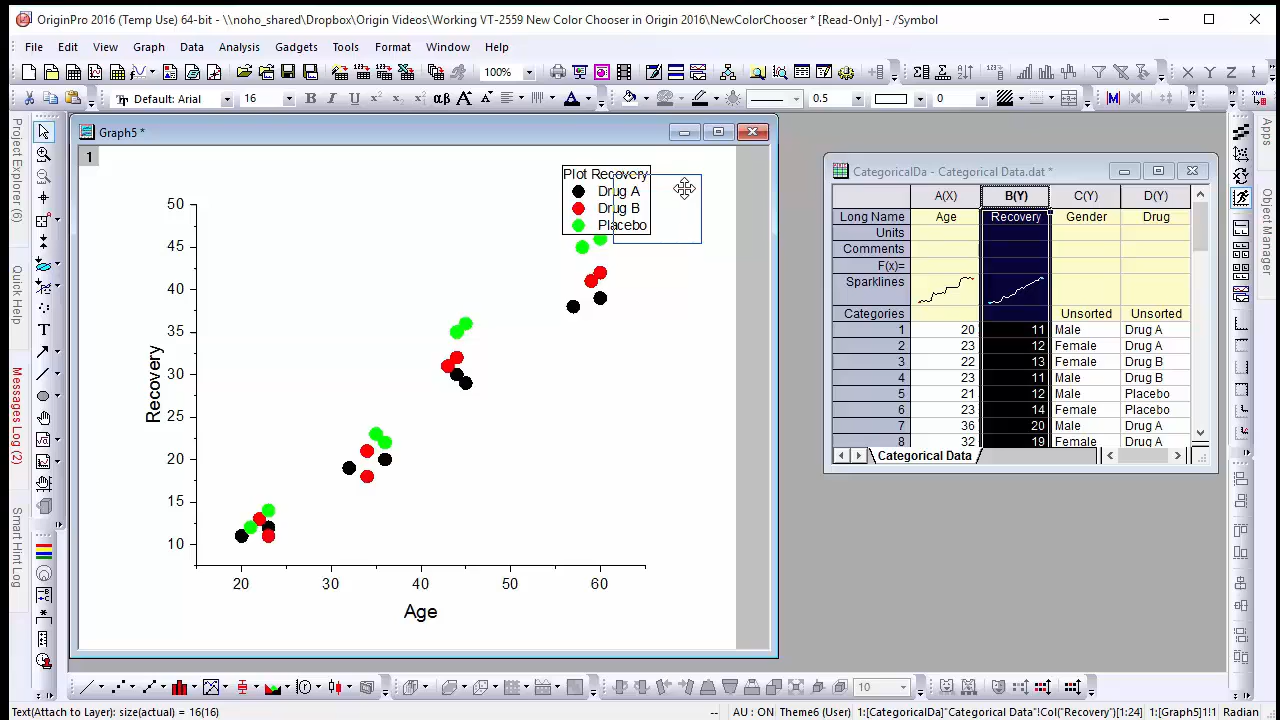 OriginPro 2016 (Temp Use) 64-bit - \\noho_shared\Dropbox\Origin Videos\Working VT-2559 New Color Chooser in Origin 2016\NewColorChooser * [Read-Only] - /Symbol
File Edit View Graph Data Analysis Gadgets Tools Format Window Help
100%
Default: Arial 16 B I U αβ A A A 0.5 0
Project Explorer (6)
Quick Help
Messages Log (2)
Smart Hint Log
Graph5 *
1
Plot Recovery
Drug A
Drug B
Placebo
50
45
40
35
30
25
20
15
10
Recovery
20 30 40 50 60
Age
CategoricalDa - Categorical Data.dat *
A(X) B(Y) C(Y) D(Y)
Long Name Age Recovery Gender Drug
Units
Comments
F(x)=
Sparklines
Categories Unsorted Unsorted
1 20 11 Male Drug A
2 23 12 Female Drug A
3 22 13 Female Drug B
4 23 11 Male Drug B
5 21 12 Male Placebo
6 23 14 Female Placebo
7 36 20 Male Drug A
8 32 19 Female Drug A
Categorical Data
Apps
Object Manager
10
Text(Attach to Layer): size(actual) = 16(16) -- AU : ON Theme6 (User) 1:[CategoricalDa]"Categorical Data"!Col("Recovery")[1:24] 1:[Graph5]1!1 Radian